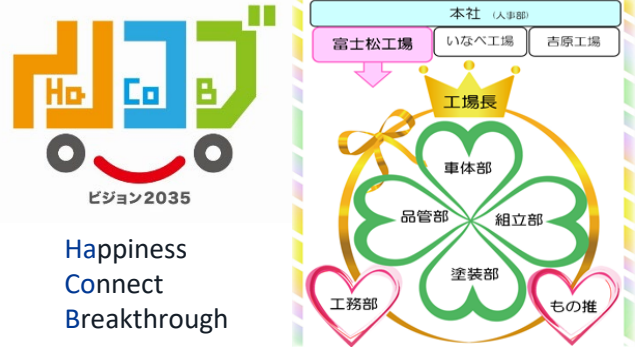 ハコブ
Ha Co B
ビジョン2035
Happiness
Connect
Breakthrough
本社 (人事部)
富士松工場 いなべ工場 吉原工場
工場長
車体部
品管部 組立部
塗装部
工務部 もの推